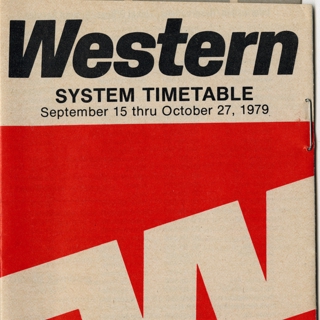 Western
SYSTEM TIMETABLE
September 15 thru October 27, 1979